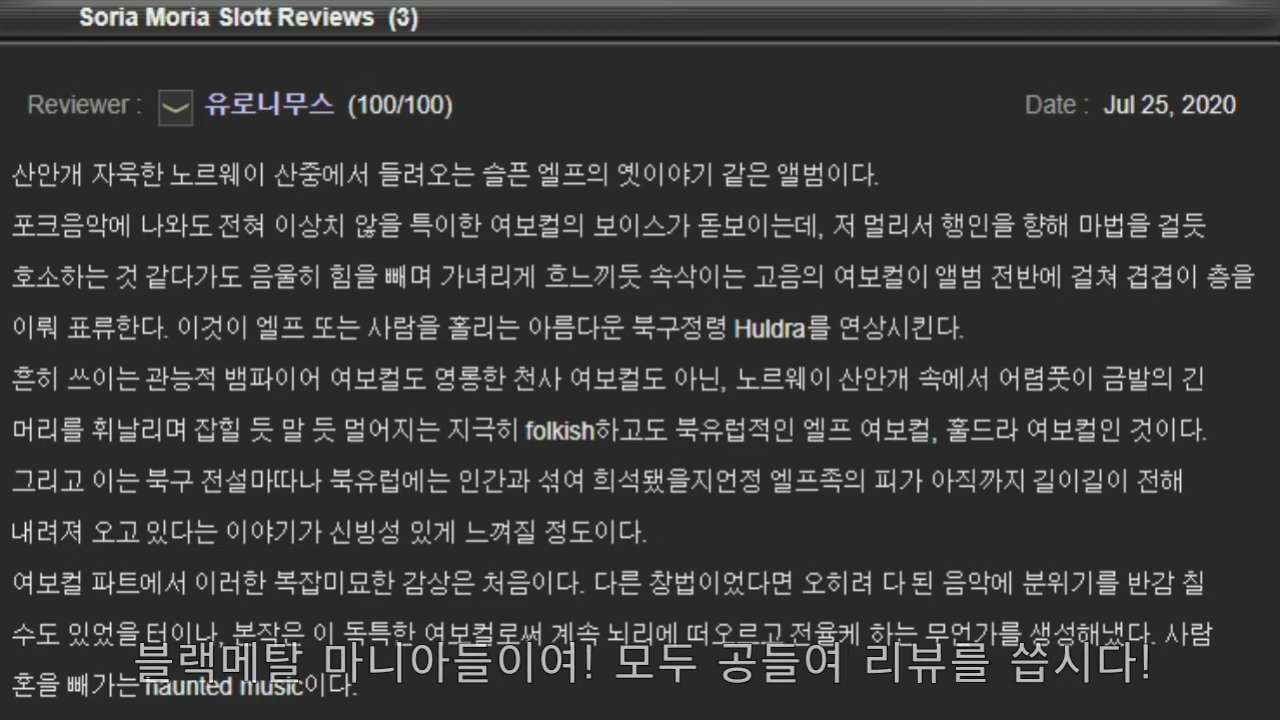 Soria Moria Slott Reviews (3)
Reviewer : 유로니무스 (100/100) Date : Jul 25, 2020
산안개 자욱한 노르웨이 산중에서 들려오는 슬픈 엘프의 옛이야기 같은 앨범이다.
포크음악에 나와도 전혀 이상치 않을 특이한 여보컬의 보이스가 돋보이는데, 저 멀리서 행인을 향해 마법을 걸듯
호소하는 것 같다가도 음울히 힘을 빼며 가녀리게 흐느끼듯 속삭이는 고음의 여보컬이 앨범 전반에 걸쳐 겹겹이 층을
이뤄 표류한다. 이것이 엘프 또는 사람을 홀리는 아름다운 북구정령 Huldra를 연상시킨다.
흔히 쓰이는 관능적 뱀파이어 여보컬도 영롱한 천사 여보컬도 아닌, 노르웨이 산안개 속에서 어렴풋이 금발의 긴
머리를 휘날리며 잡힐 듯 말 듯 멀어지는 지극히 folkish하고도 북유럽적인 엘프 여보컬, 훌드라 여보컬인 것이다.
그리고 이는 북구 전설마따나 북유럽에는 인간과 섞여 희석됐을지언정 엘프족의 피가 아직까지 길이길이 전해
내려져 오고 있다는 이야기가 신빙성 있게 느껴질 정도이다.
여보컬 파트에서 이러한 복잡미묘한 감상은 처음이다. 다른 창법이었다면 오히려 다 된 음악에 분위기를 반감 칠
수도 있었을 터이나, 본작은 이 독특한 여보컬로써 계속 뇌리에 떠오르고 전율케 하는 무언가를 생성해냈다. 사람
혼을 빼가는 haunted music이다.
블랙메탈 마니아들이여! 모두 공들여 리뷰를 씁시다!